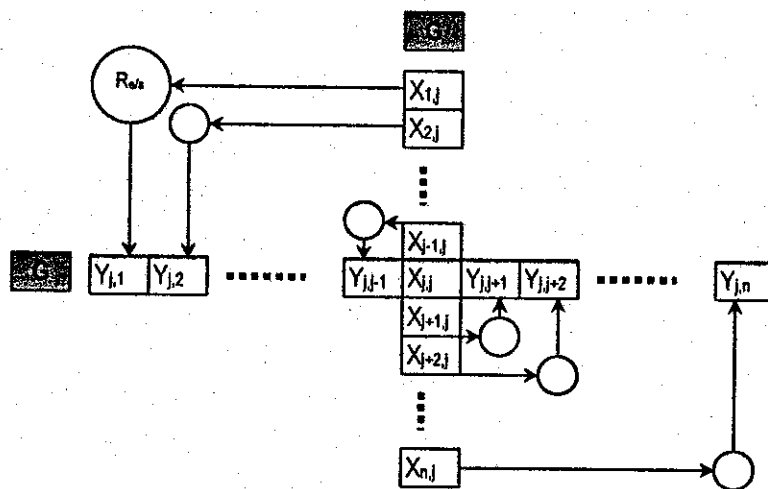 G
R e/s
X1,j
X2,j
Xj-1,j
G Yj,1 Yj,2 Yj,j-1 Xj,j Yj,j+1 Yj,j+2 Yj,n
Xj+1,j
Xj+2,j
Xn,j